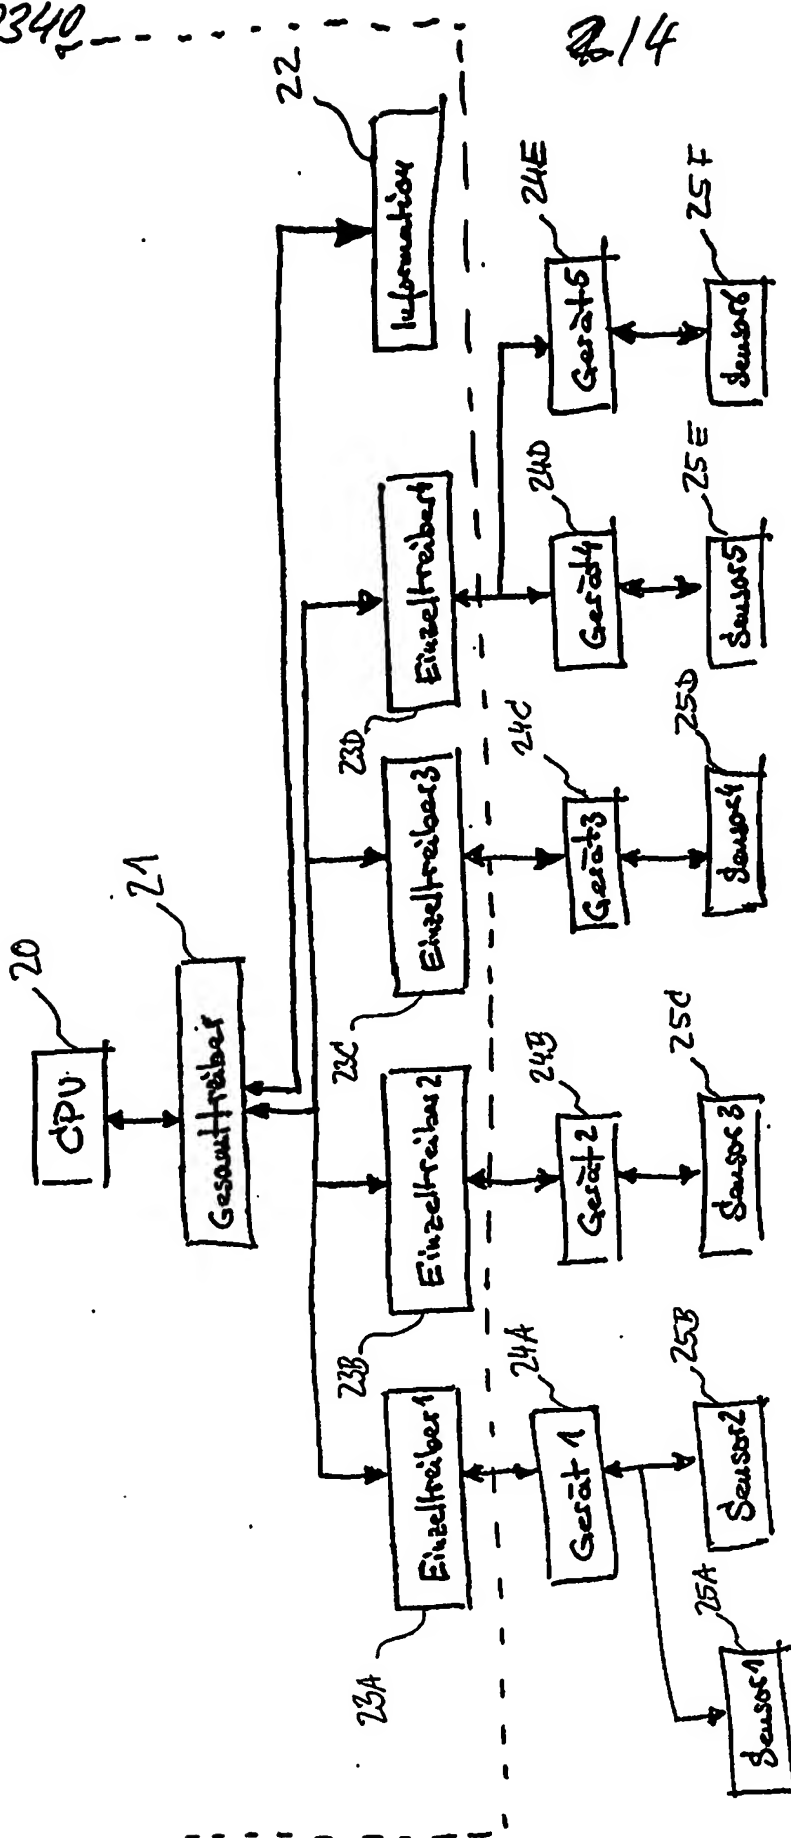 2/4
CPU
20
Gesamttreiber
21
Information
22
Einzeltreiber1
23A
Einzeltreiber2
23B
Einzeltreiber3
23C
Einzeltreiber4
23D
Gerät 1
24A
Gerät 2
24B
Gerät 3
24C
Gerät 4
24D
Gerät 5
24E
Sensor1
25A
Sensor2
25B
Sensor3
25C
Sensor4
25D
Sensor5
25E
Sensor6
25F